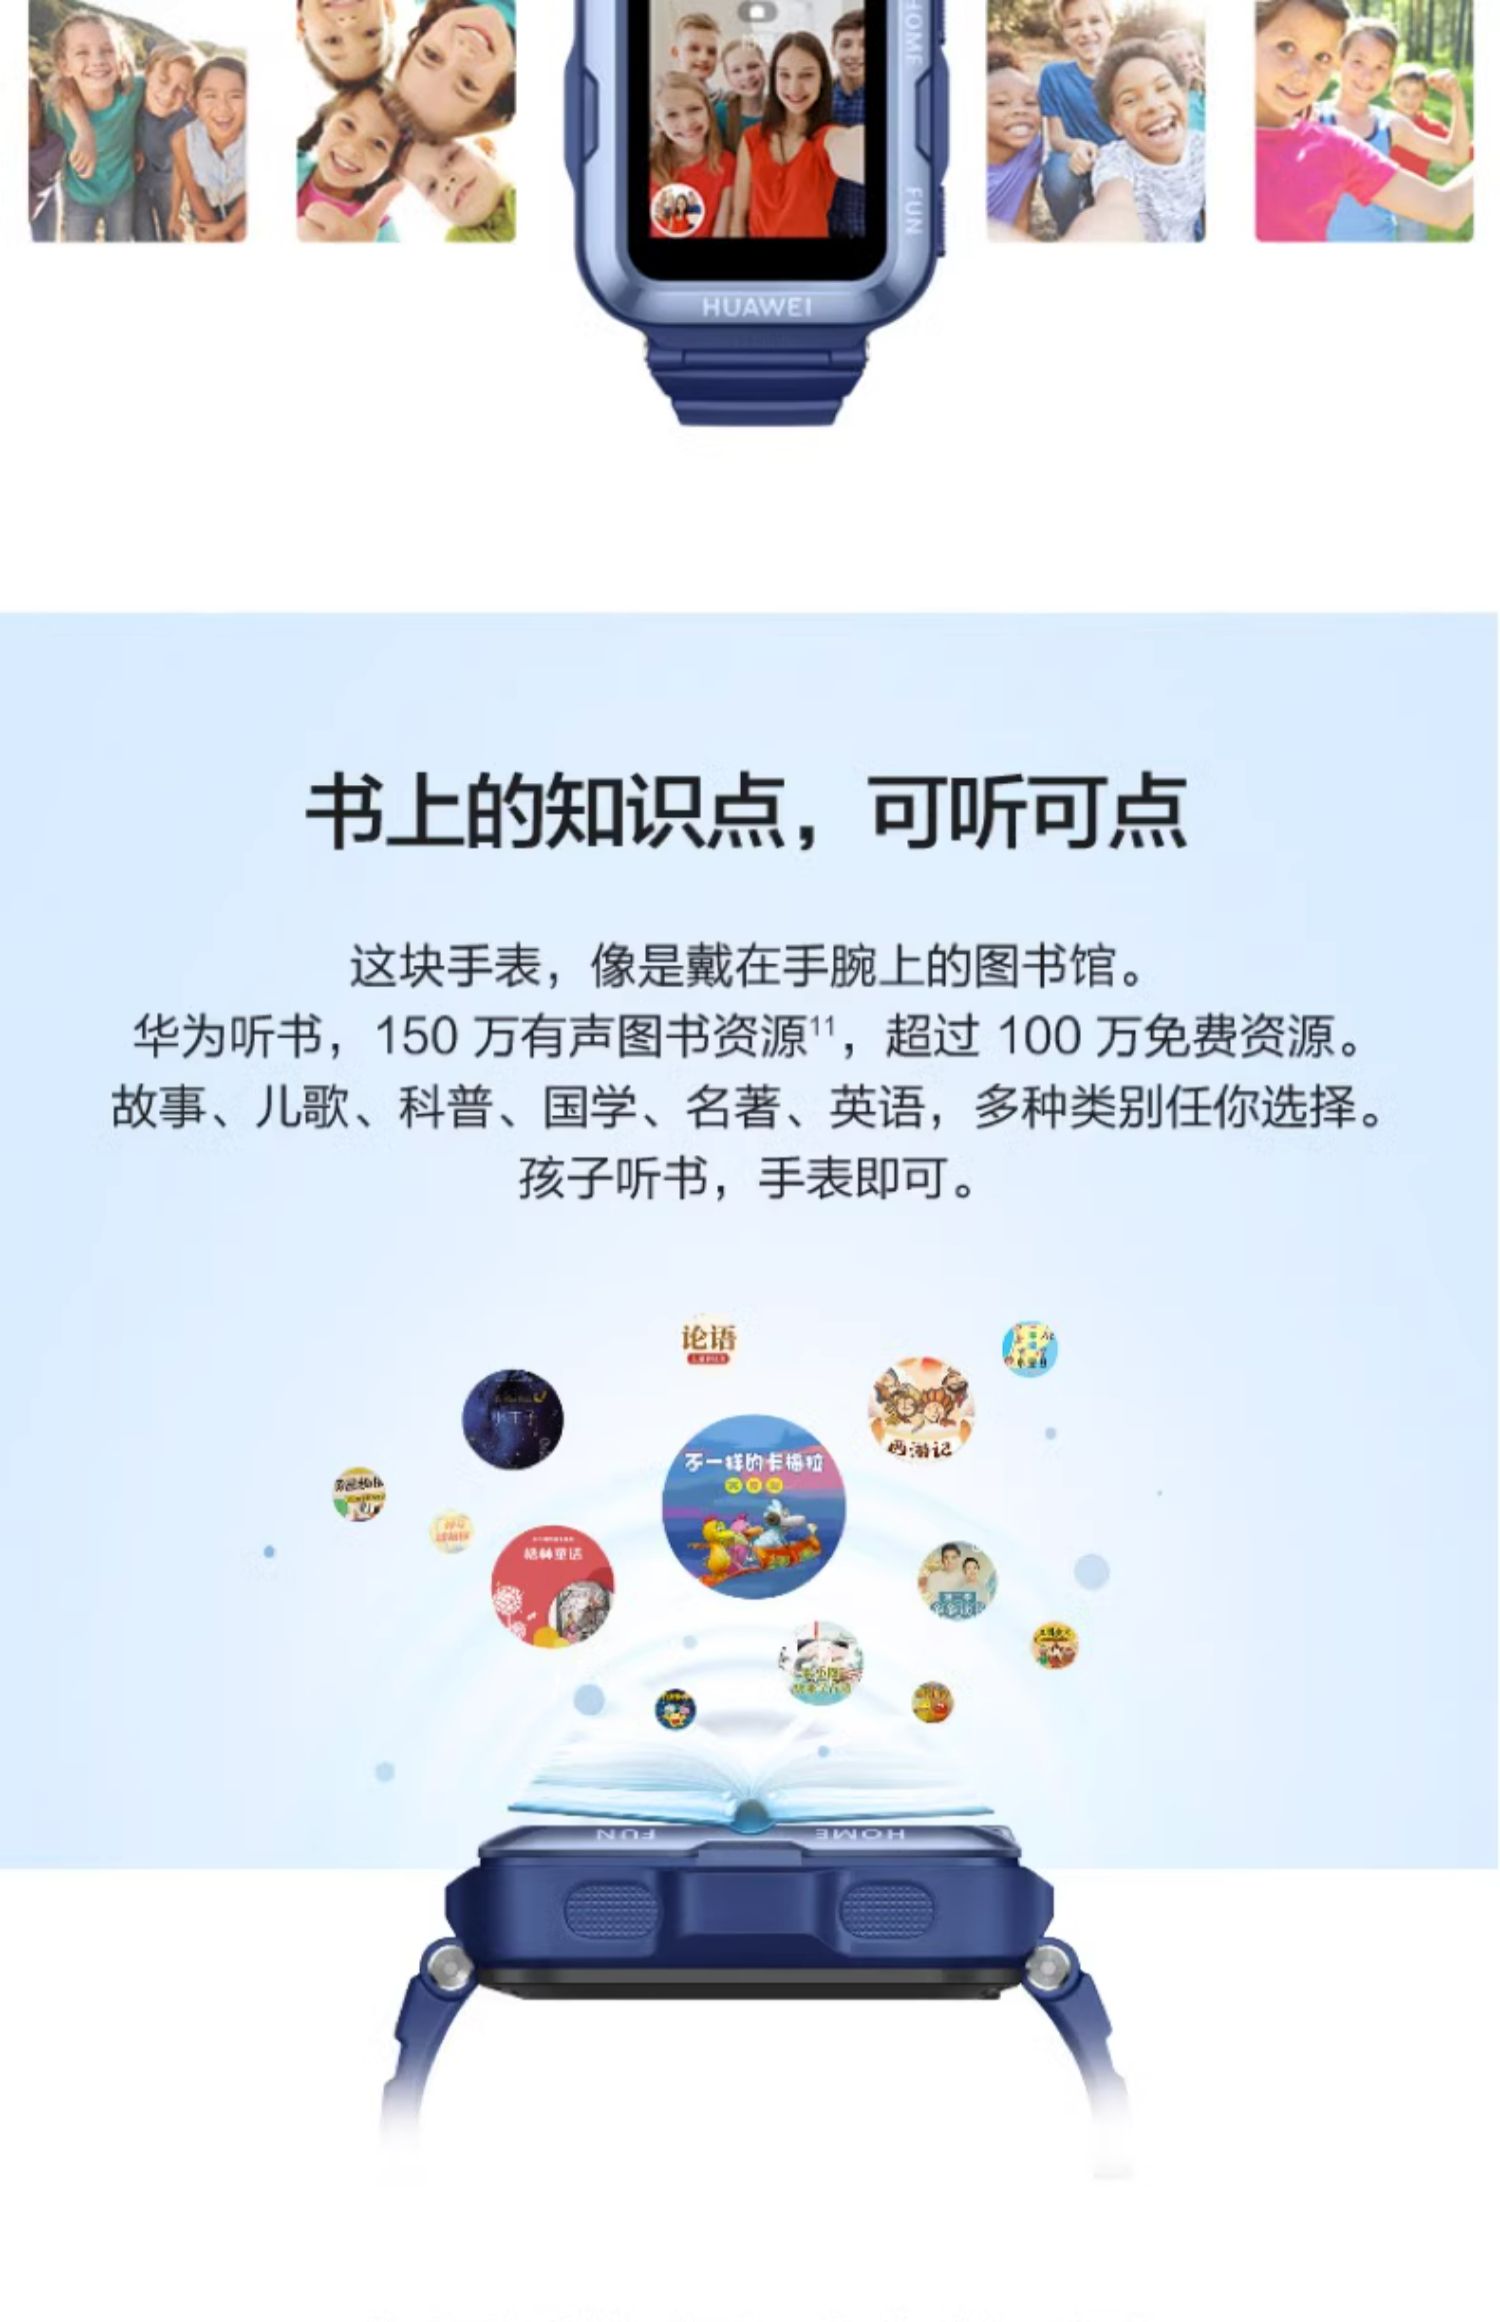 HOME
FUN
HUAWEI
书上的知识点，可听可点
这块手表，像是戴在手腕上的图书馆。
华为听书，150 万有声图书资源11，超过 100 万免费资源。
故事、儿歌、科普、国学、名著、英语，多种类别任你选择。
孩子听书，手表即可。
论语
小王子
西游记
不一样的卡梅拉
格林童话
FUN
HOME